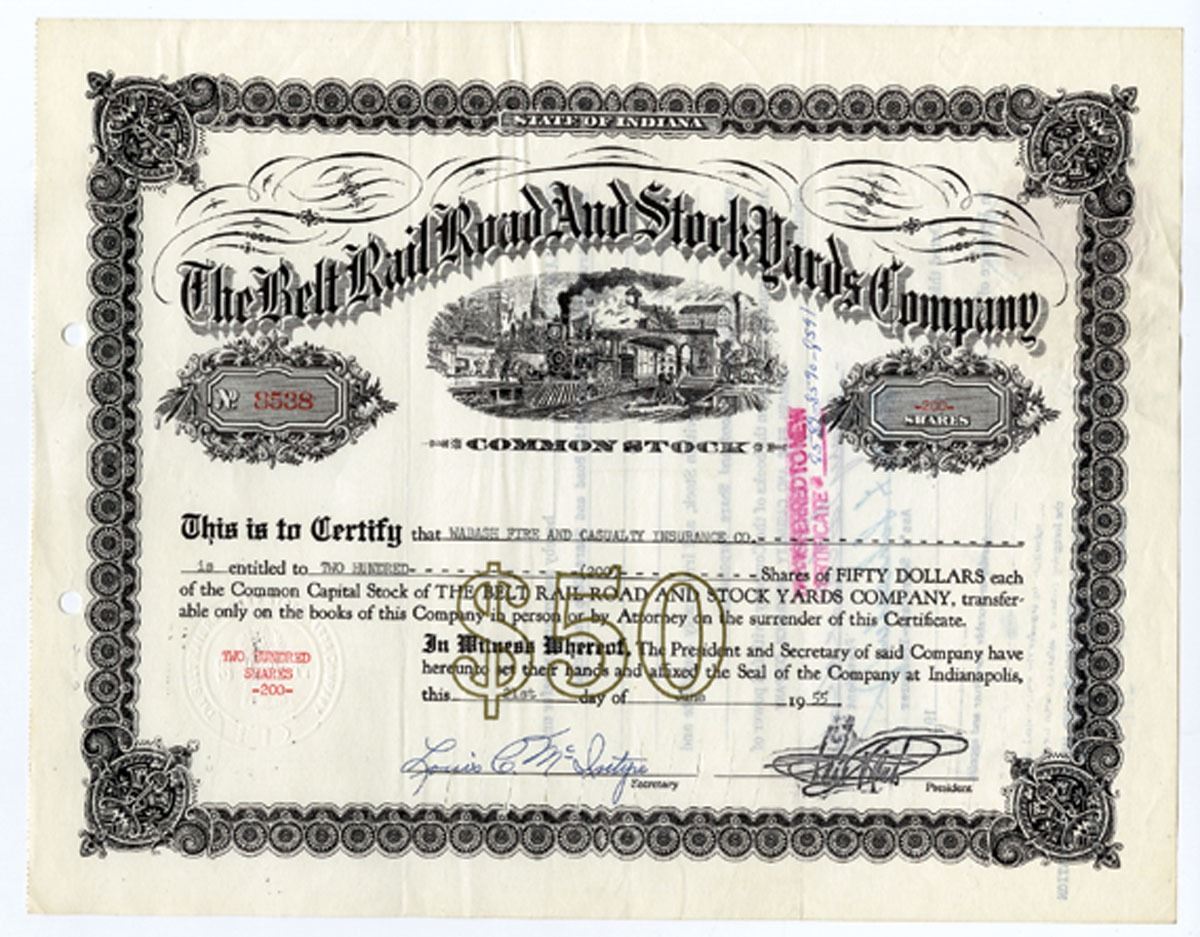 STATE OF INDIANA
The Belt Rail Road And Stock Yards Company
No 8538
-200-
SHARES
COMMON STOCK
This is to Certify that WABASH FIRE AND CASUALTY INSURANCE CO.
is entitled to TWO HUNDRED (200) Shares of FIFTY DOLLARS each
of the Common Capital Stock of THE BELT RAIL ROAD AND STOCK YARDS COMPANY, transfer-
able only on the books of this Company in person or by Attorney on the surrender of this Certificate.
$50
In Witness Whereof, The President and Secretary of said Company have
hereunto set their hands and affixed the Seal of the Company at Indianapolis,
this 21st day of June 1955
TWO HUNDRED
SHARES
-200-
Louis C. McIntyre
Secretary
President